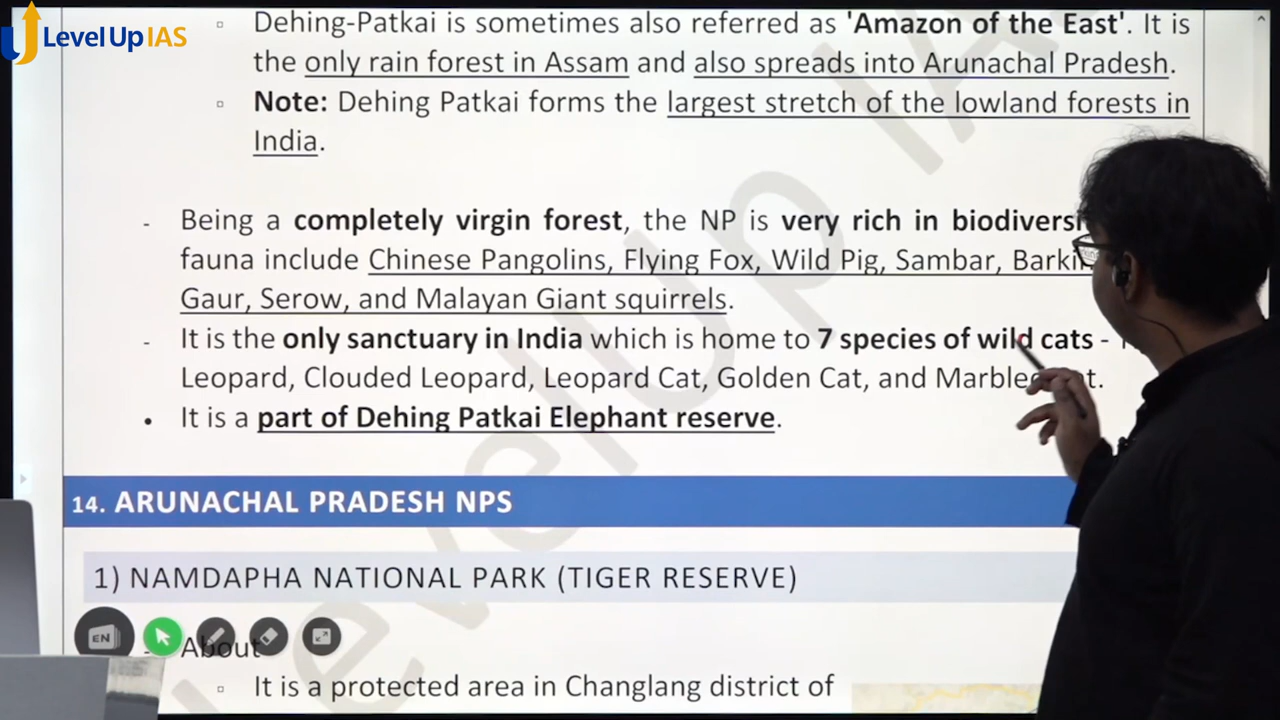 Level Up IAS
Dehing-Patkai is sometimes also referred as 'Amazon of the East'. It is
the only rain forest in Assam and also spreads into Arunachal Pradesh.
Note: Dehing Patkai forms the largest stretch of the lowland forests in
India.
- Being a completely virgin forest, the NP is very rich in
fauna include Chinese Pangolins, Flying Fox, Wild Pig, Sambar,
Gaur, Serow, and Malayan Giant squirrels.
- It is the only sanctuary in India which is home to 7 species of wild cats -
Leopard, Clouded Leopard, Leopard Cat, Golden Cat, and
• It is a part of Dehing Patkai Elephant reserve.
14. ARUNACHAL PRADESH NPS
1) NAMDAPHA NATIONAL PARK (TIGER RESERVE)
EN
- About
It is a protected area in Changlang district of
Level Up IA